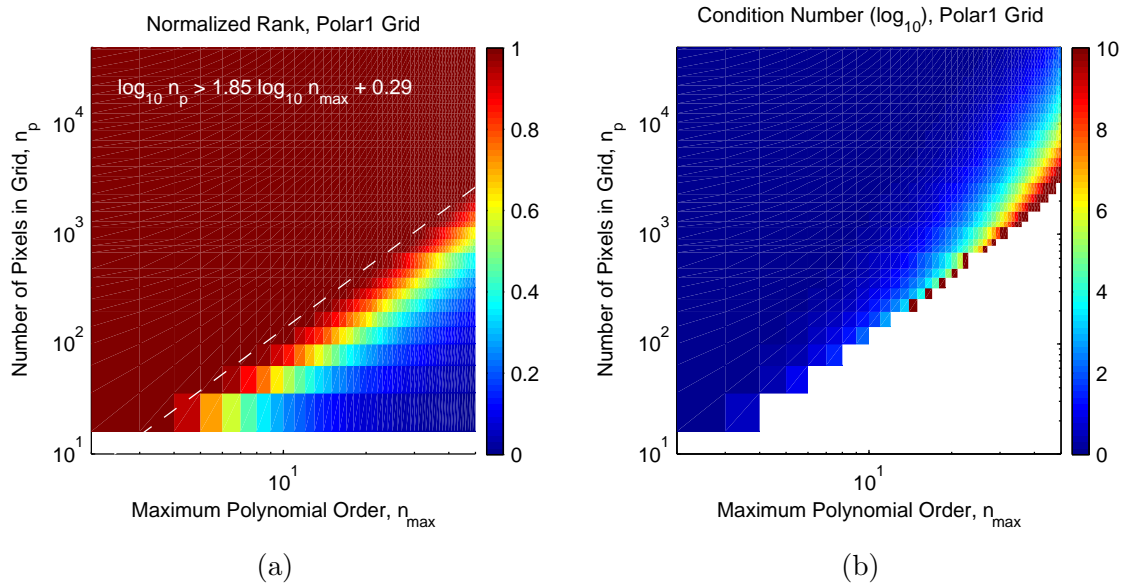 Normalized Rank, Polar1 Grid
log10 np > 1.85 log10 nmax + 0.29
Number of Pixels in Grid, np
10^4
10^3
10^2
10^1
10^1
Maximum Polynomial Order, nmax
1
0.8
0.6
0.4
0.2
0
(a)
Condition Number (log10), Polar1 Grid
Number of Pixels in Grid, np
10^4
10^3
10^2
10^1
10^1
Maximum Polynomial Order, nmax
10
8
6
4
2
0
(b)